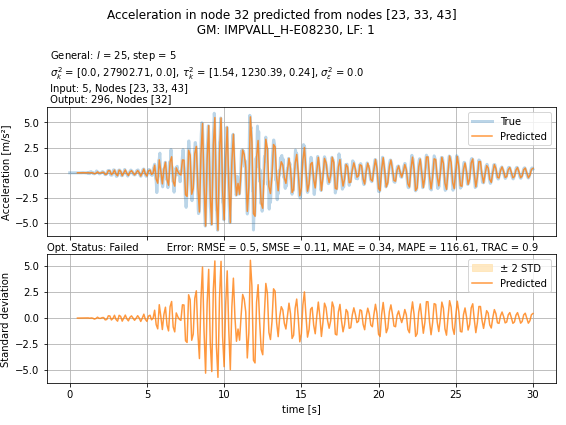 Acceleration in node 32 predicted from nodes [23, 33, 43]
GM: IMPVALL_H-E08230, LF: 1
General: l = 25, step = 5
σ²ₖ = [0.0, 27902.71, 0.0], τ²ₖ = [1.54, 1230.39, 0.24], σ²ε = 0.0
Input: 5, Nodes [23, 33, 43]
Output: 296, Nodes [32]
Acceleration [m/s²]
5.0
2.5
0.0
−2.5
−5.0
True
Predicted
Opt. Status: Failed Error: RMSE = 0.5, SMSE = 0.11, MAE = 0.34, MAPE = 116.61, TRAC = 0.9
Standard deviation
5.0
2.5
0.0
−2.5
−5.0
± 2 STD
Predicted
0 5 10 15 20 25 30
time [s]